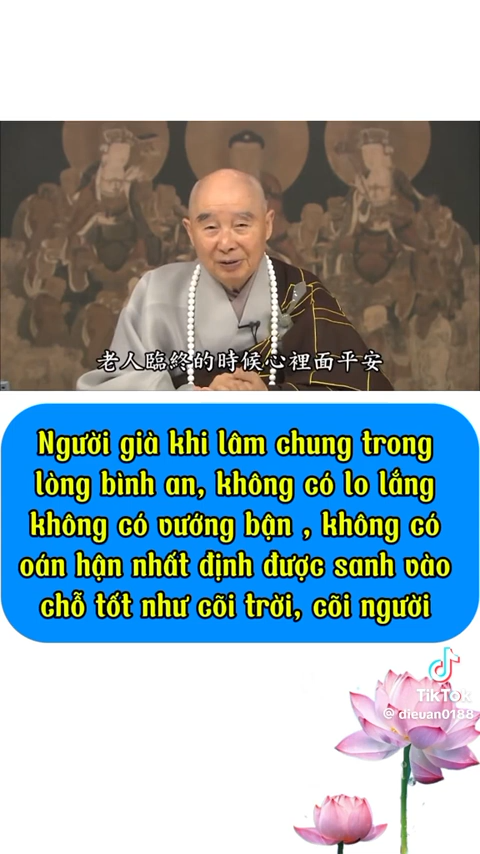 老人臨終的時候心裡面平安
Người già khi lâm chung trong
lòng bình an, không có lo lắng
không có vướng bận , không có
oán hận nhất định được sanh vào
chỗ tốt như cõi trời, cõi người
TikTok
@dieuan0188